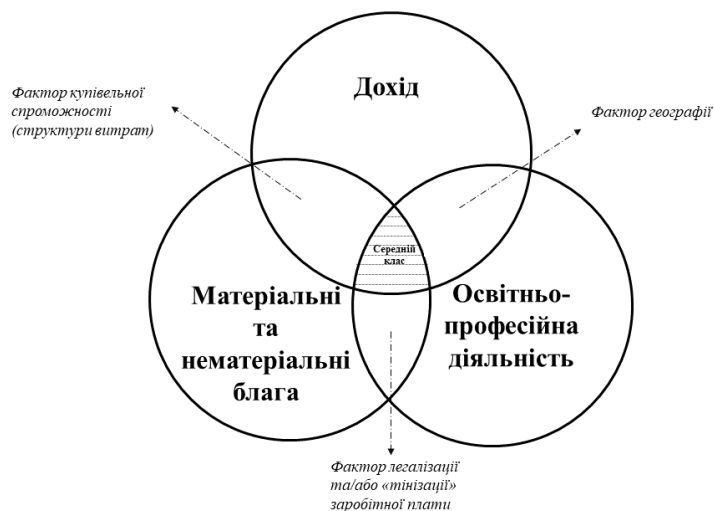 Дохід
Фактор купівельної
спроможності
(структури витрат)
Фактор географії
Середній
клас
Матеріальні
та
нематеріальні
блага
Освітньо-
професійна
діяльність
Фактор легалізації
та/або «тінізації»
заробітної плати